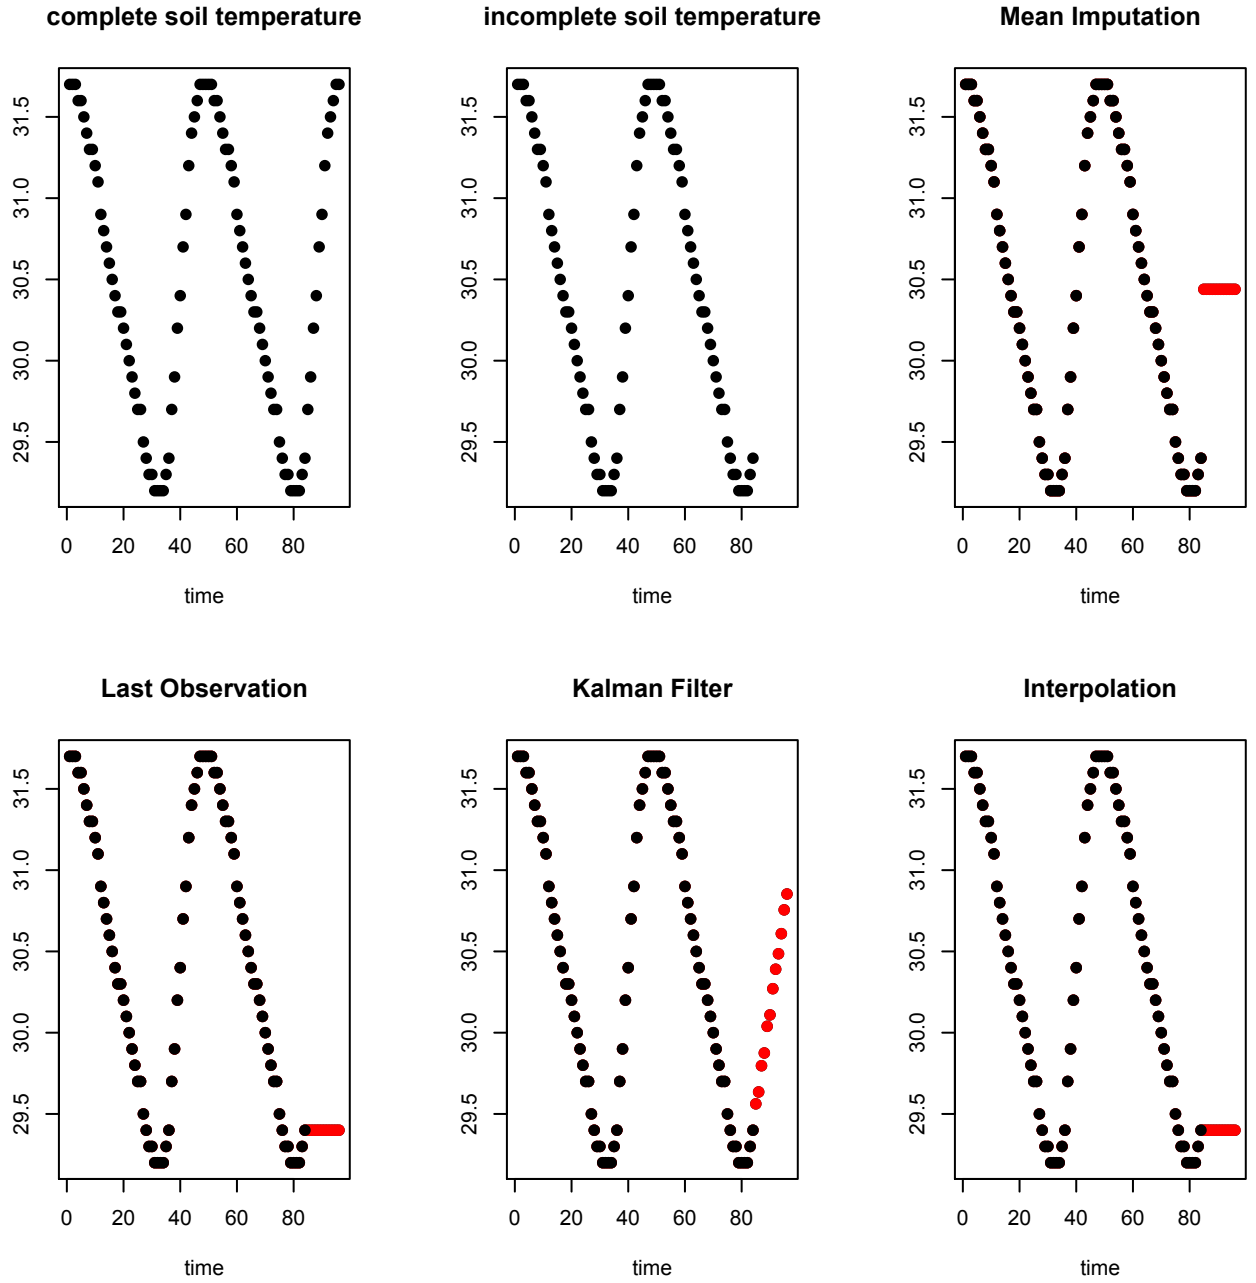 complete soil temperature
31.5
31.0
30.5
30.0
29.5
0 20 40 60 80
time
incomplete soil temperature
31.5
31.0
30.5
30.0
29.5
0 20 40 60 80
time
Mean Imputation
31.5
31.0
30.5
30.0
29.5
0 20 40 60 80
time
Last Observation
31.5
31.0
30.5
30.0
29.5
0 20 40 60 80
time
Kalman Filter
31.5
31.0
30.5
30.0
29.5
0 20 40 60 80
time
Interpolation
31.5
31.0
30.5
30.0
29.5
0 20 40 60 80
time